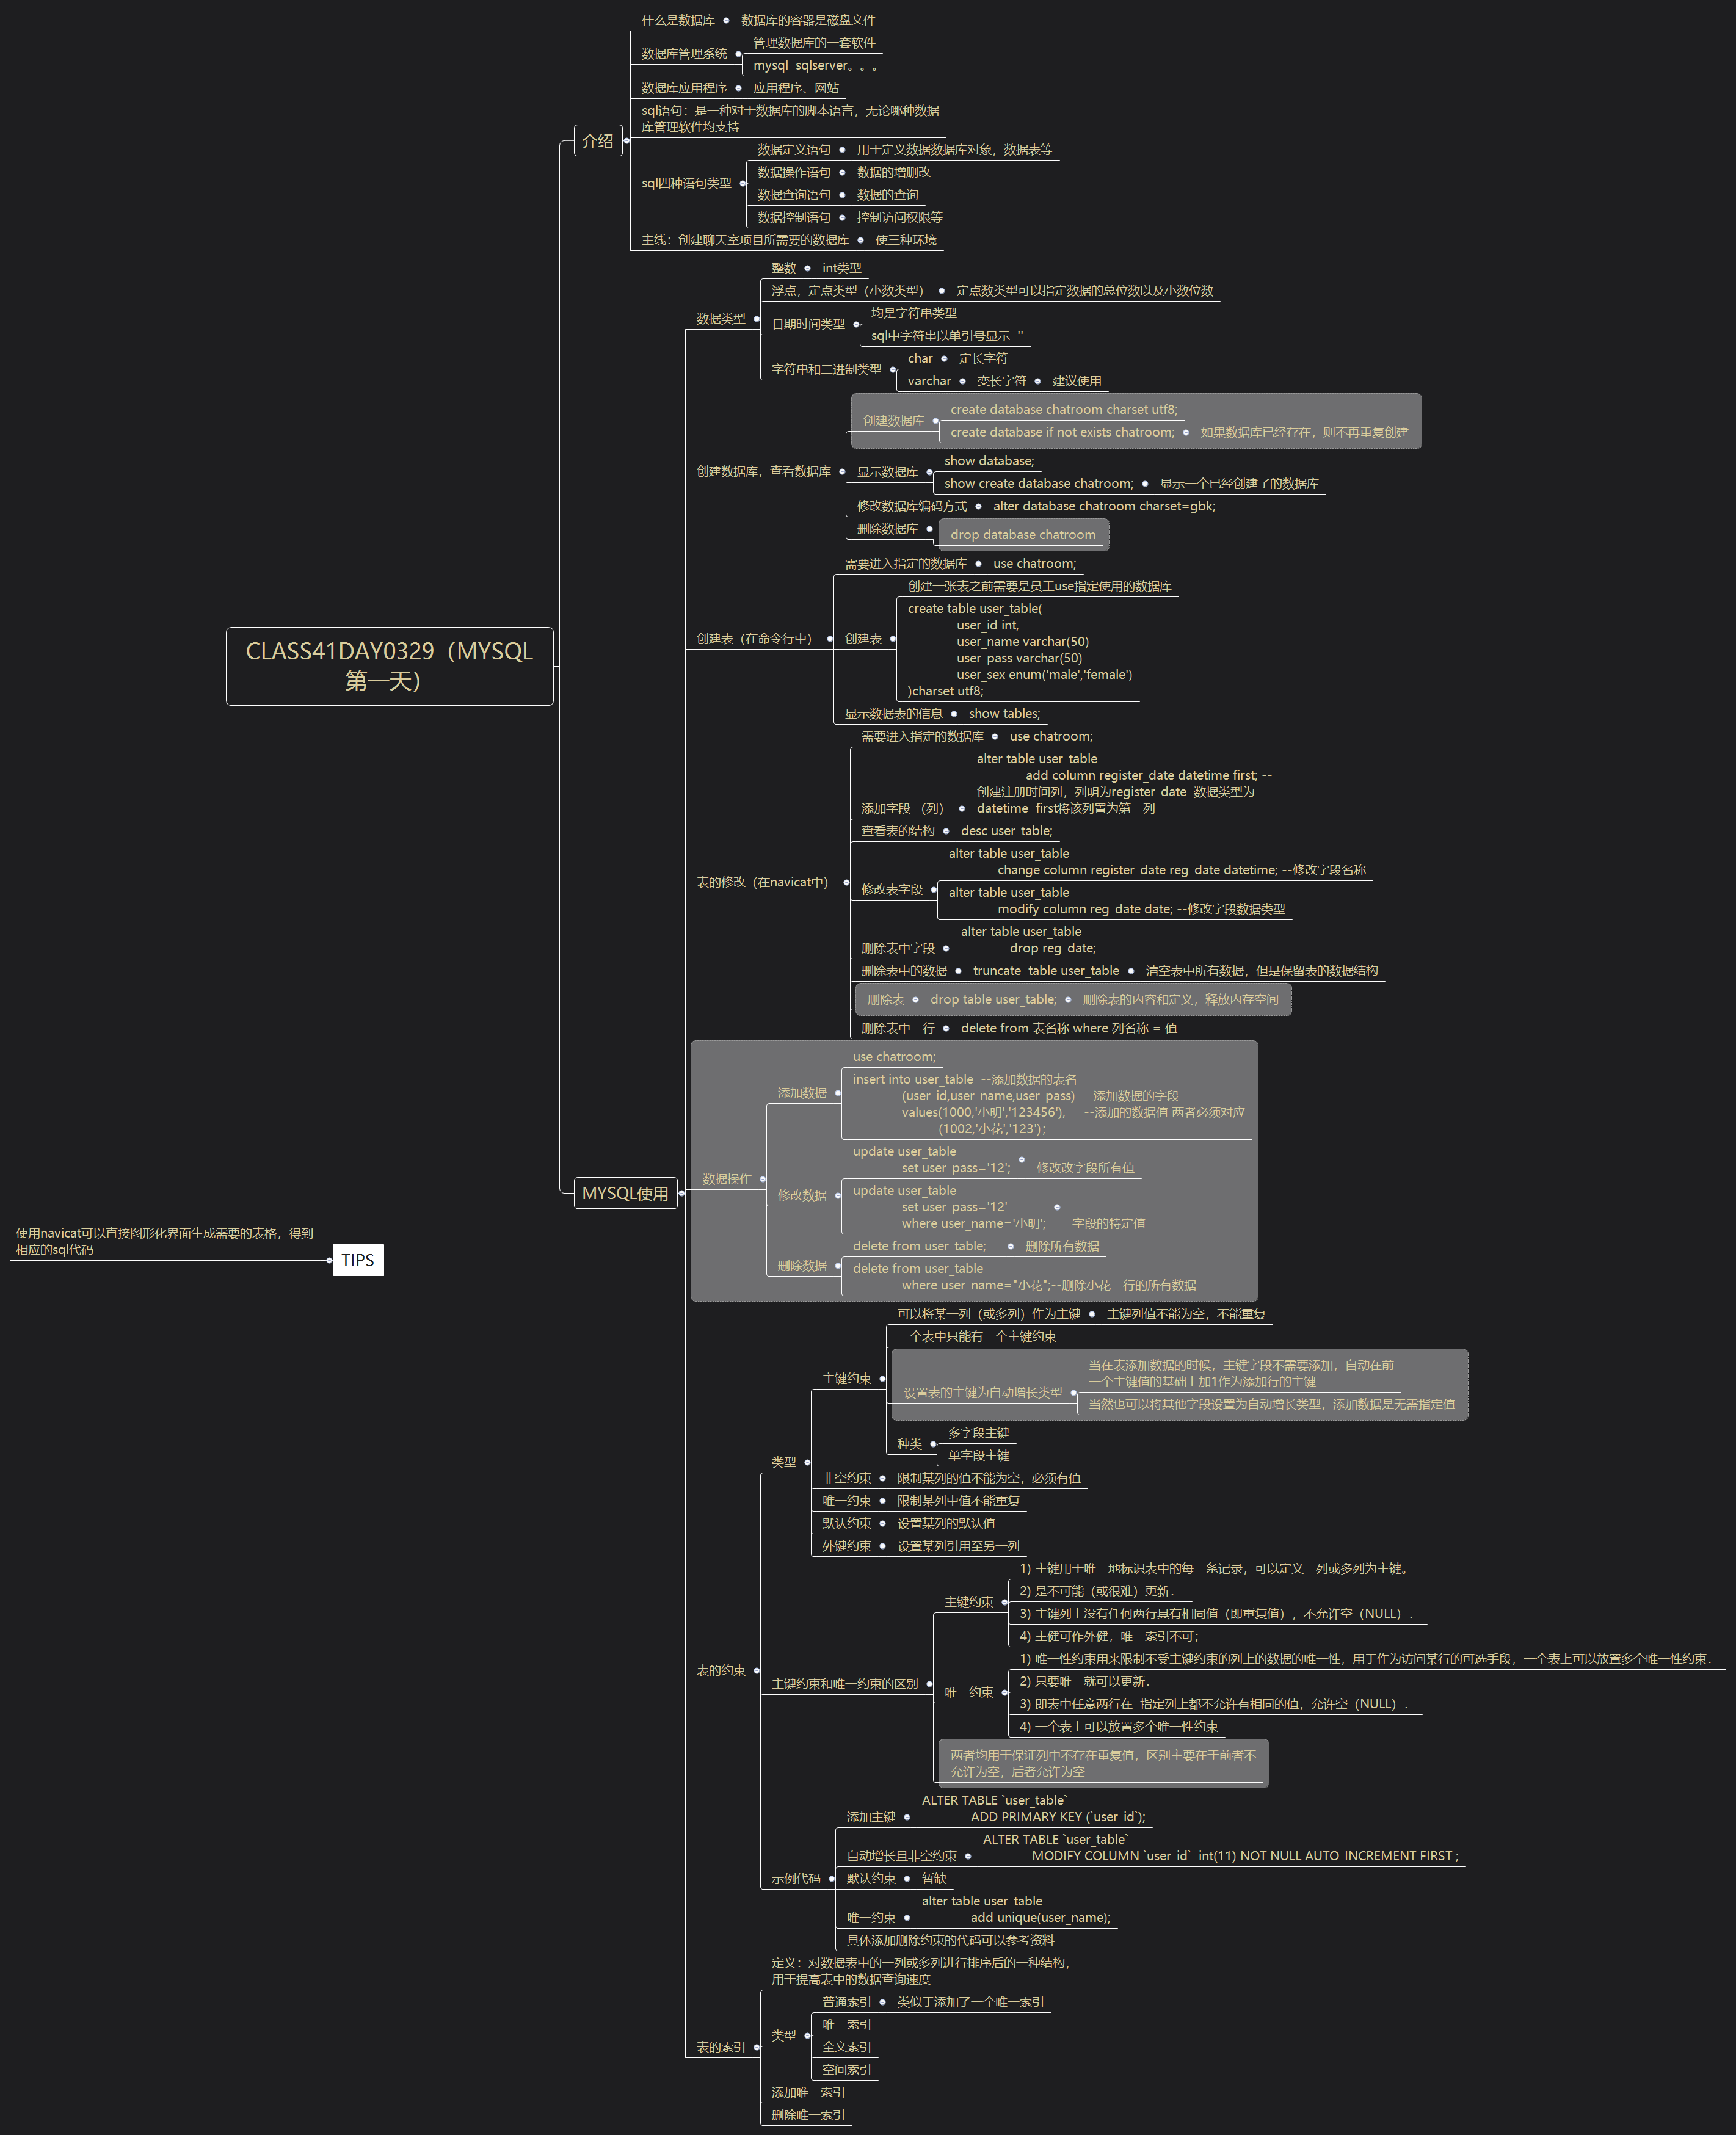 什么是数据库
数据库的容器是磁盘文件
数据库管理系统
管理数据库的一套软件
mysql sqlserver。。。
数据库应用程序
应用程序、网站
sql语句：是一种对于数据库的脚本语言，无论哪种数据
库管理软件均支持
介绍
sql四种语句类型
数据定义语句
用于定义数据数据库对象，数据表等
数据操作语句
数据的增删改
数据查询语句
数据的查询
数据控制语句
控制访问权限等
主线：创建聊天室项目所需要的数据库
使三种环境
CLASS41DAY0329（MYSQL
第一天）
MYSQL使用
数据类型
整数
int类型
浮点，定点类型（小数类型）
定点数类型可以指定数据的总位数以及小数位数
日期时间类型
均是字符串类型
sql中字符串以单引号显示 ''
字符串和二进制类型
char
定长字符
varchar
变长字符
建议使用
创建数据库，查看数据库
创建数据库
create database chatroom charset utf8;
create database if not exists chatroom;
如果数据库已经存在，则不再重复创建
显示数据库
show database;
show create database chatroom;
显示一个已经创建了的数据库
修改数据库编码方式
alter database chatroom charset=gbk;
删除数据库
drop database chatroom
创建表（在命令行中）
需要进入指定的数据库
use chatroom;
创建表
创建一张表之前需要是员工use指定使用的数据库
create table user_table(
user_id int,
user_name varchar(50)
user_pass varchar(50)
user_sex enum('male','female')
)charset utf8;
显示数据表的信息
show tables;
表的修改（在navicat中）
需要进入指定的数据库
use chatroom;
添加字段 （列）
alter table user_table
add column register_date datetime first; --
创建注册时间列，列明为register_date 数据类型为
datetime first将该列置为第一列
查看表的结构
desc user_table;
修改表字段
alter table user_table
change column register_date reg_date datetime; --修改字段名称
alter table user_table
modify column reg_date date; --修改字段数据类型
删除表中字段
alter table user_table
drop reg_date;
删除表中的数据
truncate table user_table
清空表中所有数据，但是保留表的数据结构
删除表
drop table user_table;
删除表的内容和定义，释放内存空间
删除表中一行
delete from 表名称 where 列名称 = 值
数据操作
添加数据
use chatroom;
insert into user_table --添加数据的表名
(user_id,user_name,user_pass) --添加数据的字段
values(1000,'小明','123456'), --添加的数据值 两者必须对应
(1002,'小花','123');
修改数据
update user_table
set user_pass='12';
修改改字段所有值
update user_table
set user_pass='12'
where user_name='小明';
字段的特定值
删除数据
delete from user_table;
删除所有数据
delete from user_table
where user_name="小花";--删除小花一行的所有数据
使用navicat可以直接图形化界面生成需要的表格，得到
相应的sql代码
TIPS
表的约束
类型
主键约束
可以将某一列（或多列）作为主键
主键列值不能为空，不能重复
一个表中只能有一个主键约束
设置表的主键为自动增长类型
当在表添加数据的时候，主键字段不需要添加，自动在前
一个主键值的基础上加1作为添加行的主键
当然也可以将其他字段设置为自动增长类型，添加数据是无需指定值
种类
多字段主键
单字段主键
非空约束
限制某列的值不能为空，必须有值
唯一约束
限制某列中值不能重复
默认约束
设置某列的默认值
外键约束
设置某列引用至另一列
主键约束和唯一约束的区别
主键约束
1) 主键用于唯一地标识表中的每一条记录，可以定义一列或多列为主键。
2) 是不可能（或很难）更新．
3) 主键列上没有任何两行具有相同值（即重复值），不允许空（NULL）．
4) 主健可作外健，唯一索引不可；
唯一约束
1) 唯一性约束用来限制不受主键约束的列上的数据的唯一性，用于作为访问某行的可选手段，一个表上可以放置多个唯一性约束．
2) 只要唯一就可以更新．
3) 即表中任意两行在 指定列上都不允许有相同的值，允许空（NULL）．
4) 一个表上可以放置多个唯一性约束
两者均用于保证列中不存在重复值，区别主要在于前者不
允许为空，后者允许为空
示例代码
添加主键
ALTER TABLE `user_table`
ADD PRIMARY KEY (`user_id`);
自动增长且非空约束
ALTER TABLE `user_table`
MODIFY COLUMN `user_id` int(11) NOT NULL AUTO_INCREMENT FIRST ;
默认约束
暂缺
唯一约束
alter table user_table
add unique(user_name);
具体添加删除约束的代码可以参考资料
表的索引
定义：对数据表中的一列或多列进行排序后的一种结构，
用于提高表中的数据查询速度
类型
普通索引
类似于添加了一个唯一索引
唯一索引
全文索引
空间索引
添加唯一索引
删除唯一索引